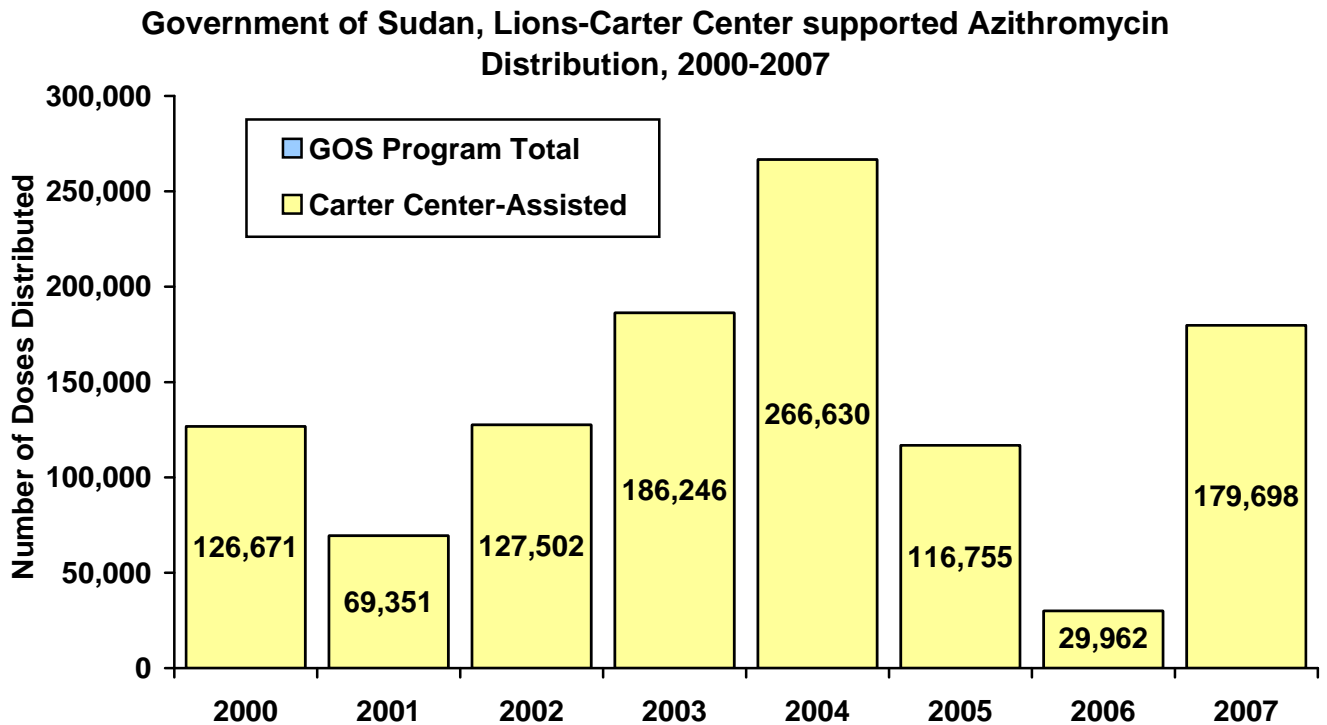 Government of Sudan, Lions-Carter Center supported Azithromycin
Distribution, 2000-2007
Number of Doses Distributed
300,000
250,000
200,000
150,000
100,000
50,000
0
GOS Program Total
Carter Center-Assisted
126,671
69,351
127,502
186,246
266,630
116,755
29,962
179,698
2000 2001 2002 2003 2004 2005 2006 2007